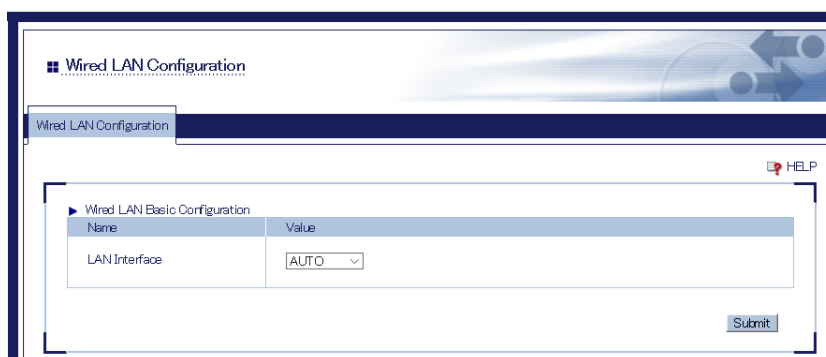 Wired LAN Configuration
Wired LAN Configuration
HELP
Wired LAN Basic Configuration
Name Value
LAN Interface AUTO
Submit